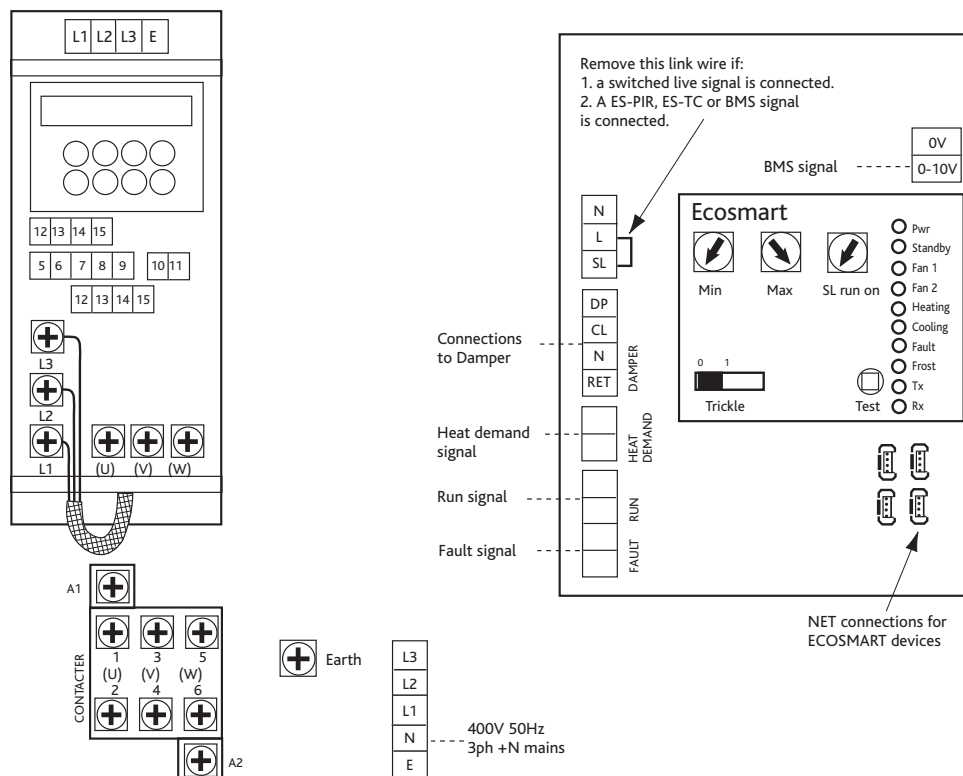 L1 L2 L3 E
12 13 14 15
5 6 7 8 9 10 11
12 13 14 15
L3
L2
L1 (U) (V) (W)
A1
CONTACTER
1 3 5
(U) (V) (W)
2 4 6
A2
Earth
L3
L2
L1
N
E
400V 50Hz
3ph +N mains
Remove this link wire if:
1. a switched live signal is connected.
2. A ES-PIR, ES-TC or BMS signal
is connected.
BMS signal
0V
0-10V
N
L
SL
Connections
to Damper
DP
CL
N
RET
DAMPER
Heat demand
signal
HEAT
DEMAND
Run signal
RUN
Fault signal
FAULT
Ecosmart
Min Max SL run on
0 1
Trickle
Test
Pwr
Standby
Fan 1
Fan 2
Heating
Cooling
Fault
Frost
Tx
Rx
NET connections for
ECOSMART devices